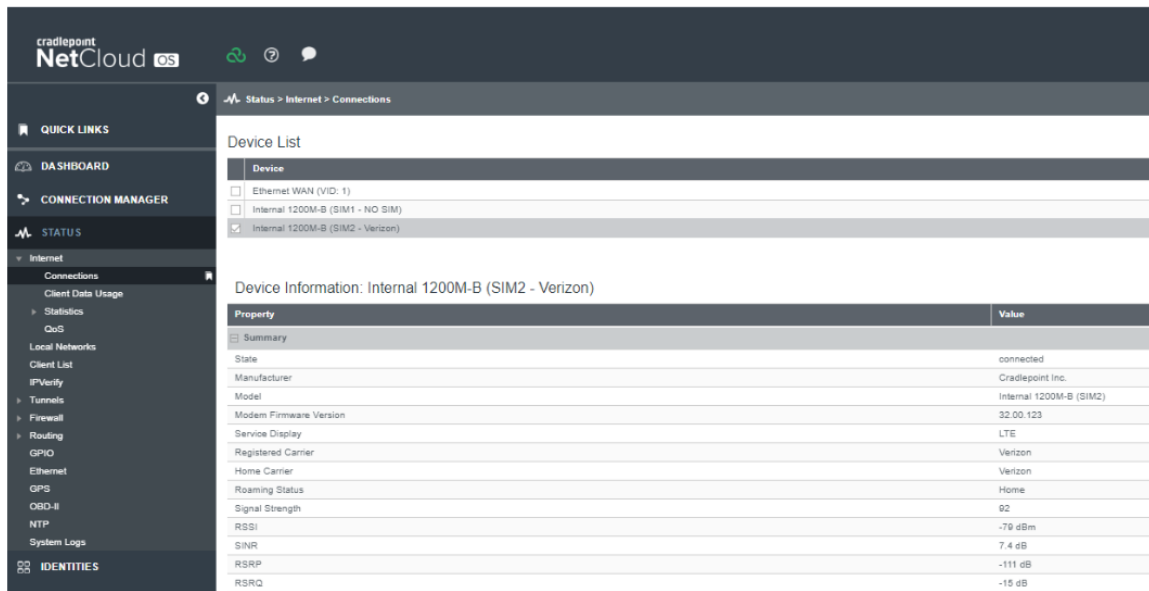 cradlepoint
NetCloud OS
Status > Internet > Connections
QUICK LINKS
DASHBOARD
CONNECTION MANAGER
STATUS
Internet
Connections
Client Data Usage
Statistics
QoS
Local Networks
Client List
IPVerify
Tunnels
Firewall
Routing
GPIO
Ethernet
GPS
OBD-II
NTP
System Logs
IDENTITIES
Device List
Device
Ethernet WAN (VID: 1)
Internal 1200M-B (SIM1 - NO SIM)
Internal 1200M-B (SIM2 - Verizon)
Device Information: Internal 1200M-B (SIM2 - Verizon)
Property Value
Summary
State connected
Manufacturer Cradlepoint Inc.
Model Internal 1200M-B (SIM2)
Modem Firmware Version 32.00.123
Service Display LTE
Registered Carrier Verizon
Home Carrier Verizon
Roaming Status Home
Signal Strength 92
RSSI -79 dBm
SINR 7.4 dB
RSRP -111 dB
RSRQ -15 dB